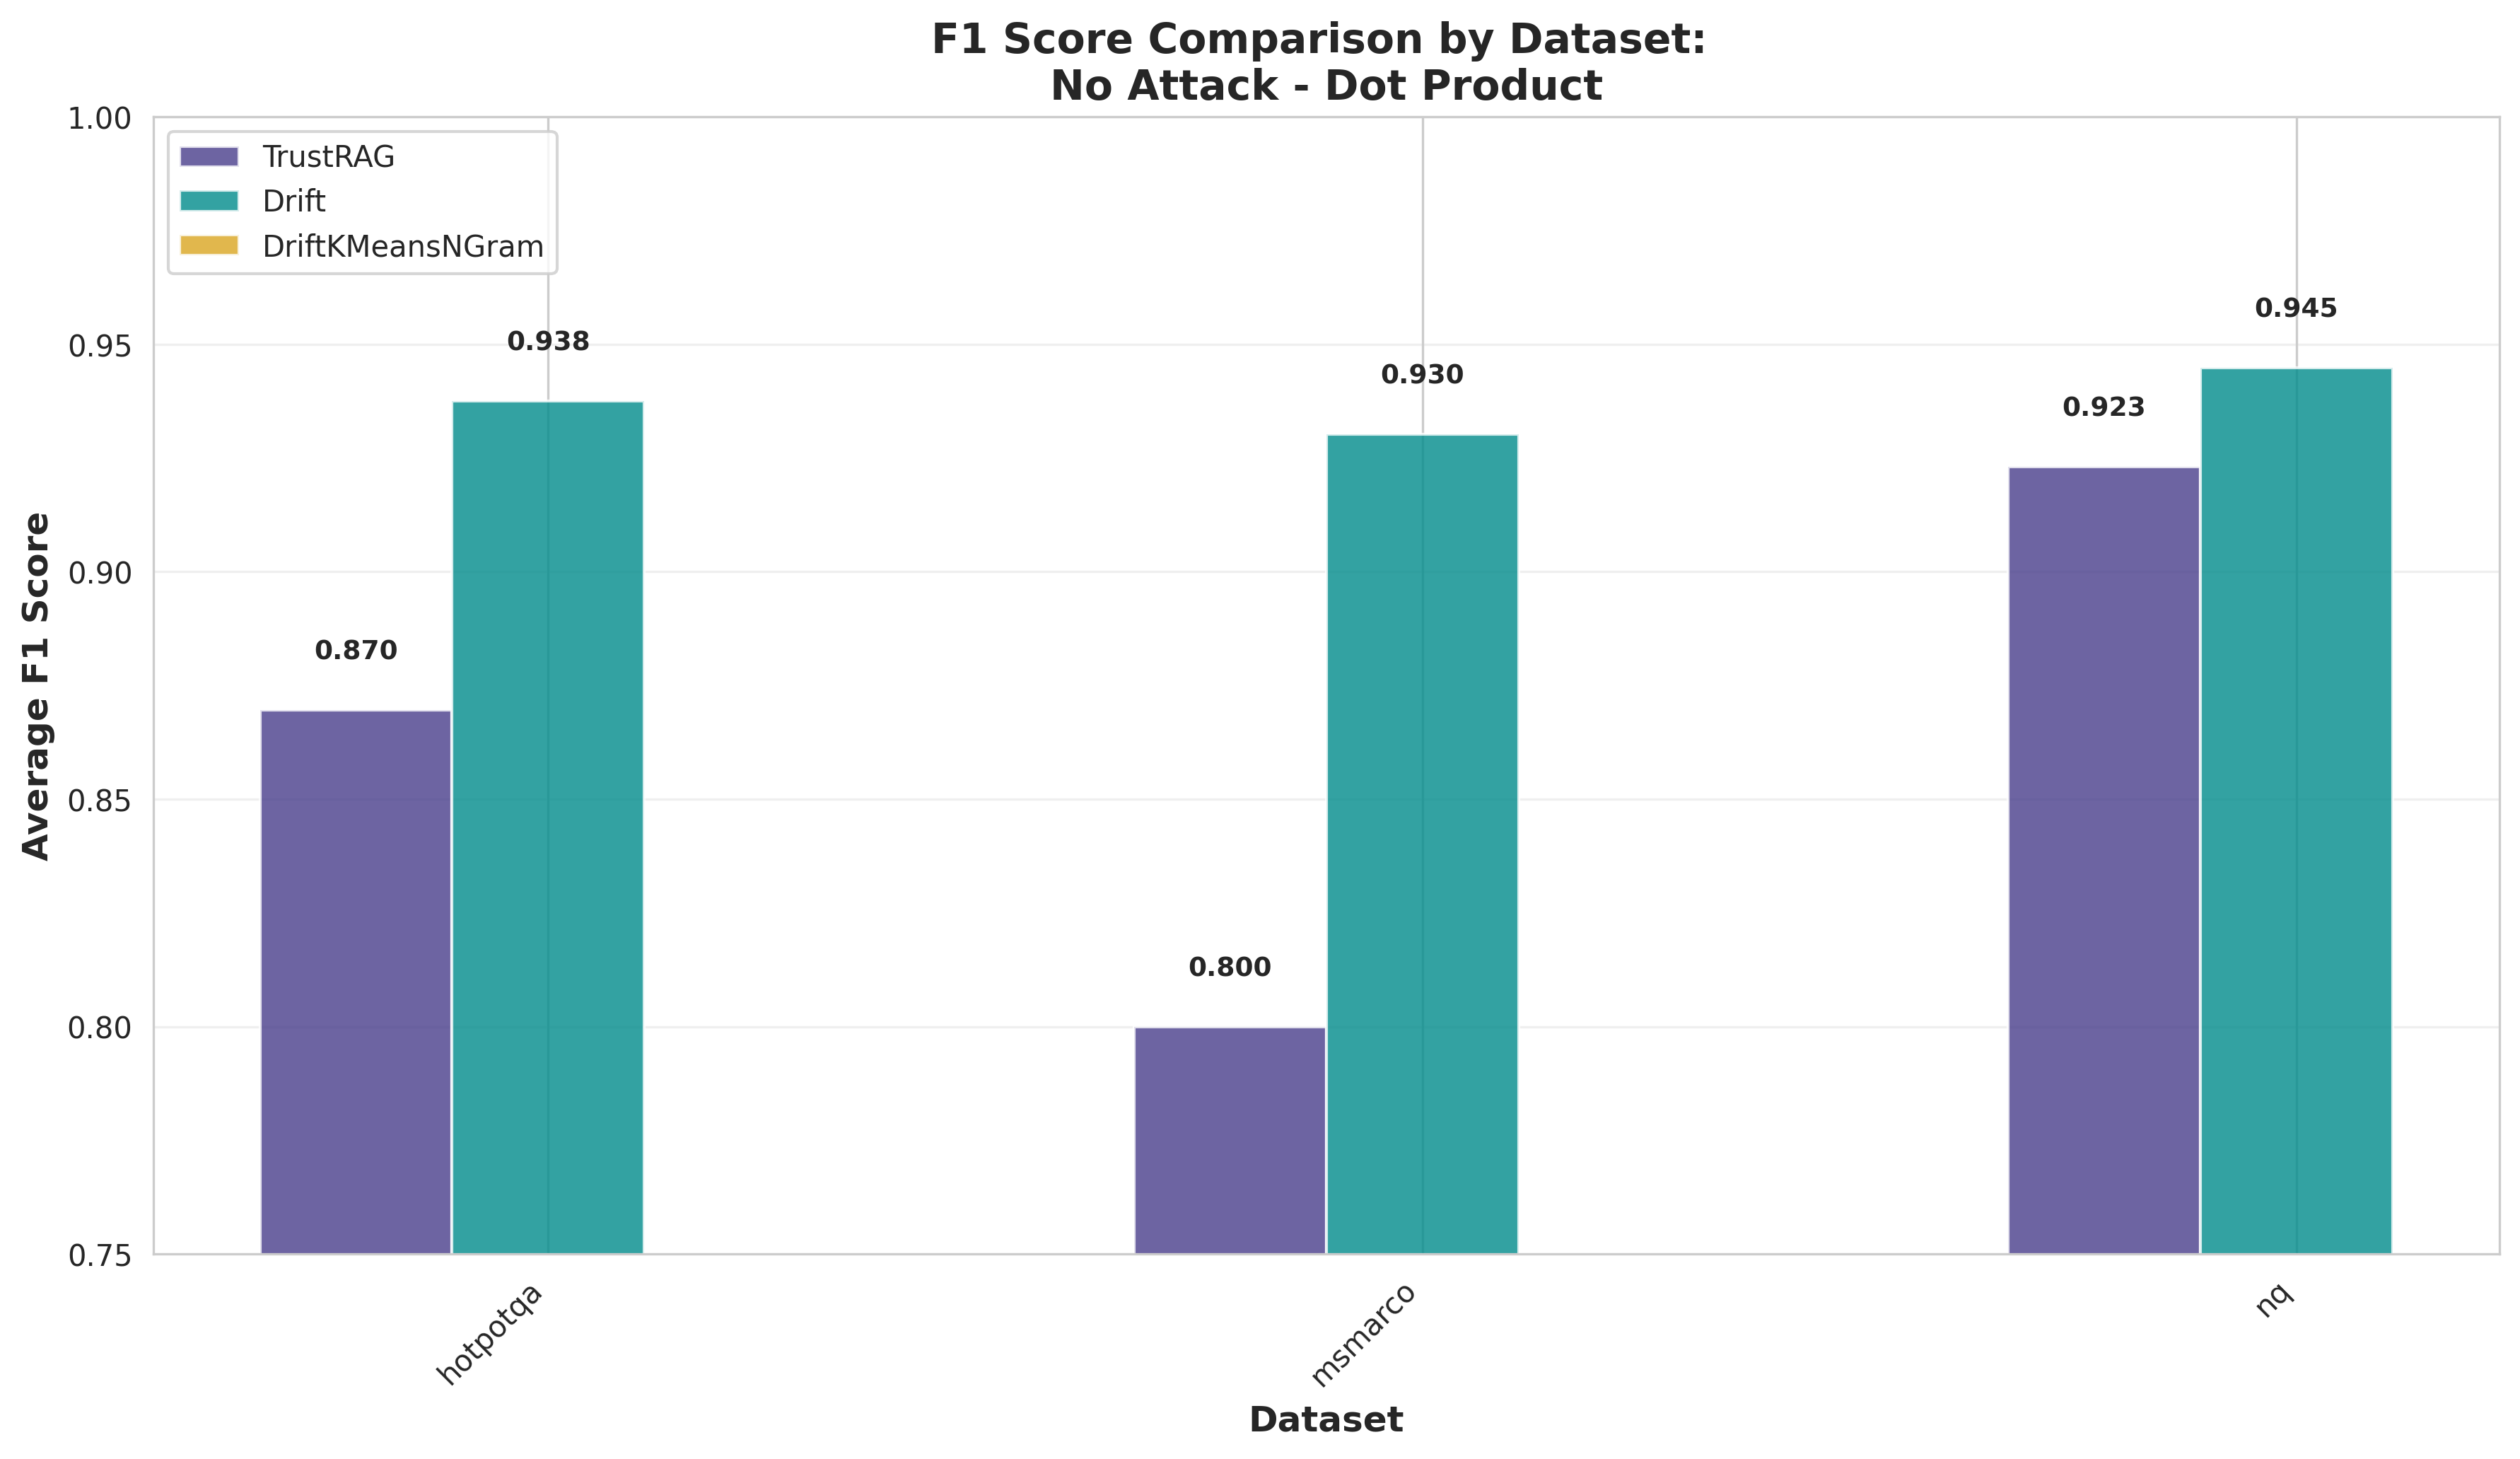 F1 Score Comparison by Dataset:
No Attack - Dot Product
1.00
0.95
0.90
0.85
0.80
0.75
Average F1 Score
TrustRAG
Drift
DriftKMeansNGram
0.870
0.938
0.800
0.930
0.923
0.945
hotpotqa
msmarco
nq
Dataset